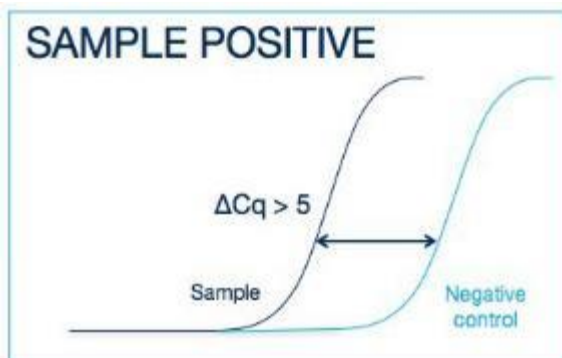 SAMPLE POSITIVE
ΔCq > 5
Sample
Negative
control